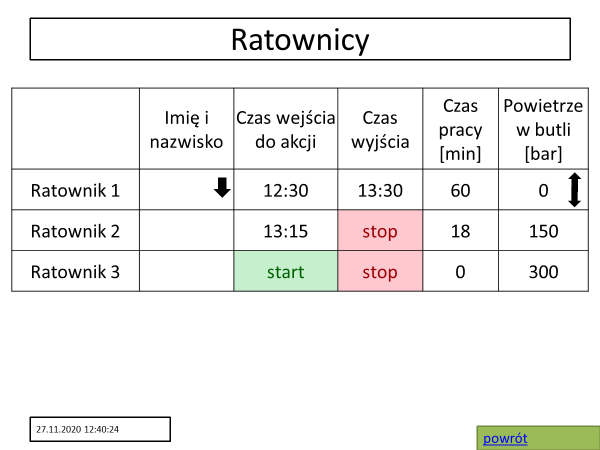 Ratownicy
Imię i nazwisko Czas wejścia do akcji Czas wyjścia Czas pracy [min] Powietrze w butli [bar]
Ratownik 1 12:30 13:30 60 0
Ratownik 2 13:15 stop 18 150
Ratownik 3 start stop 0 300
27.11.2020 12:40:24
powrót